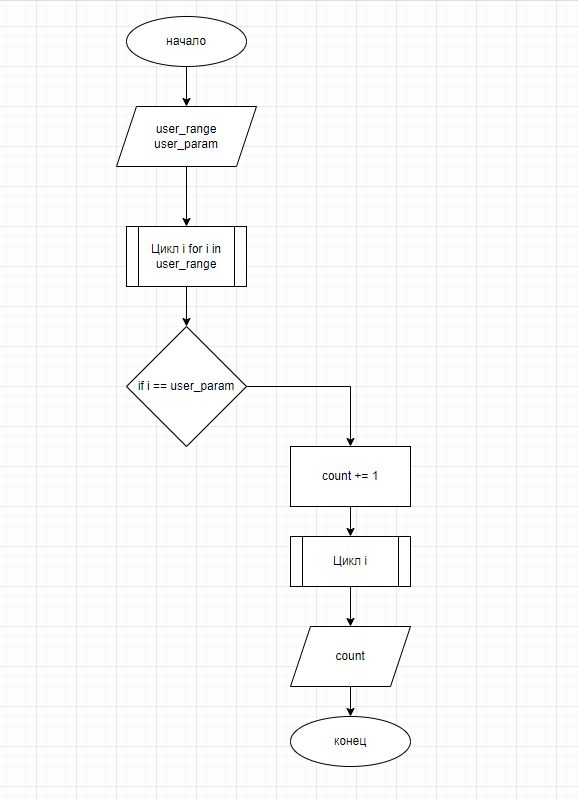 начало
user_range
user_param
Цикл i for i in
user_range
if i == user_param
count += 1
Цикл i
count
конец